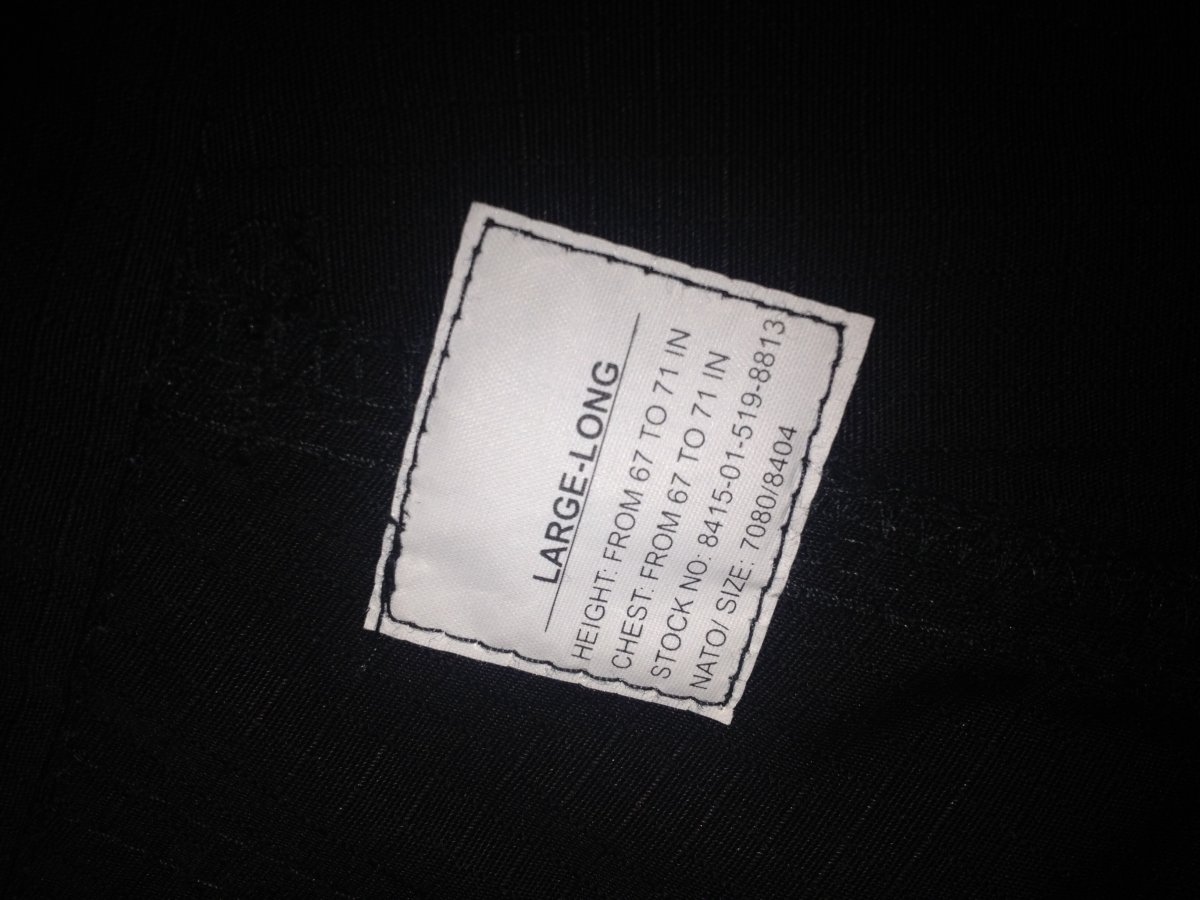 LARGE-LONG
HEIGHT: FROM 67 TO 71 IN
CHEST: FROM 67 TO 71 IN
STOCK NO: 8415-01-519-8813
NATO/ SIZE: 7080/8404